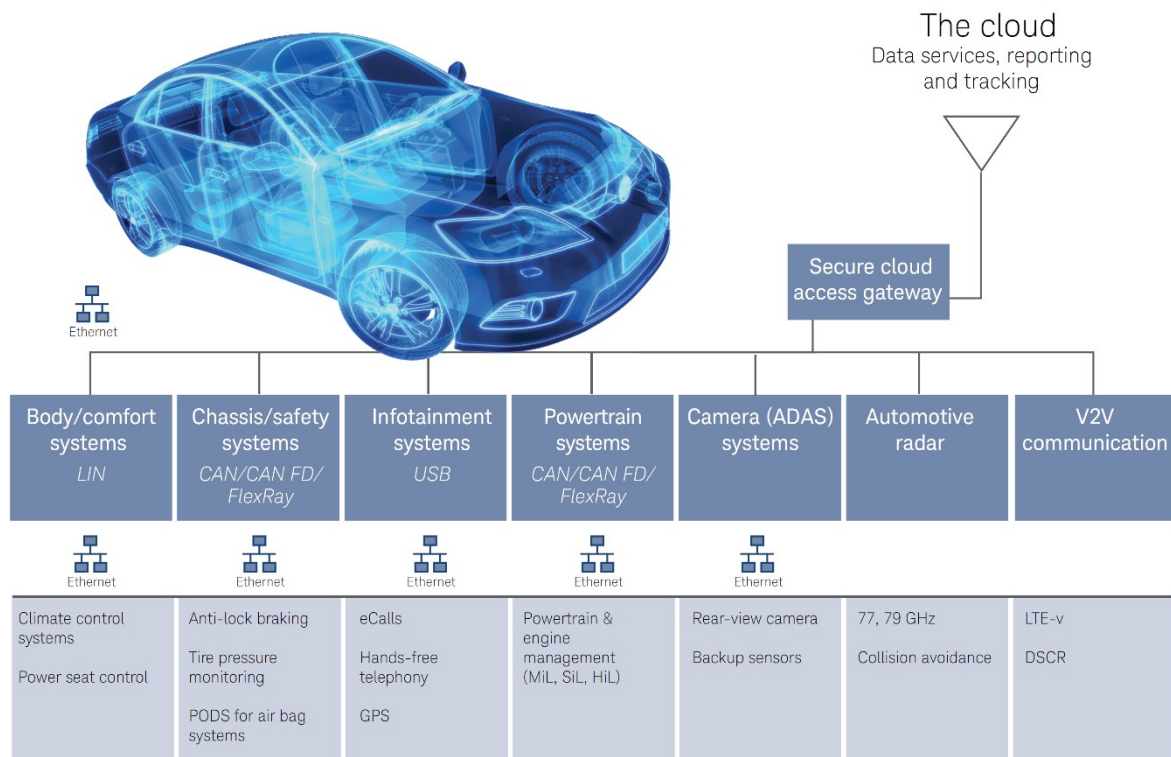 The cloud
Data services, reporting
and tracking
Secure cloud
access gateway
Ethernet
Body/comfort
systems
LIN
Chassis/safety
systems
CAN/CAN FD/
FlexRay
Infotainment
systems
USB
Powertrain
systems
CAN/CAN FD/
FlexRay
Camera (ADAS)
systems
Automotive
radar
V2V
communication
Ethernet
Ethernet
Ethernet
Ethernet
Ethernet
Climate control
systems
Power seat control
Anti-lock braking
Tire pressure
monitoring
PODS for air bag
systems
eCalls
Hands-free
telephony
GPS
Powertrain &
engine
management
(MiL, SiL, HiL)
Rear-view camera
Backup sensors
77, 79 GHz
Collision avoidance
LTE-v
DSCR